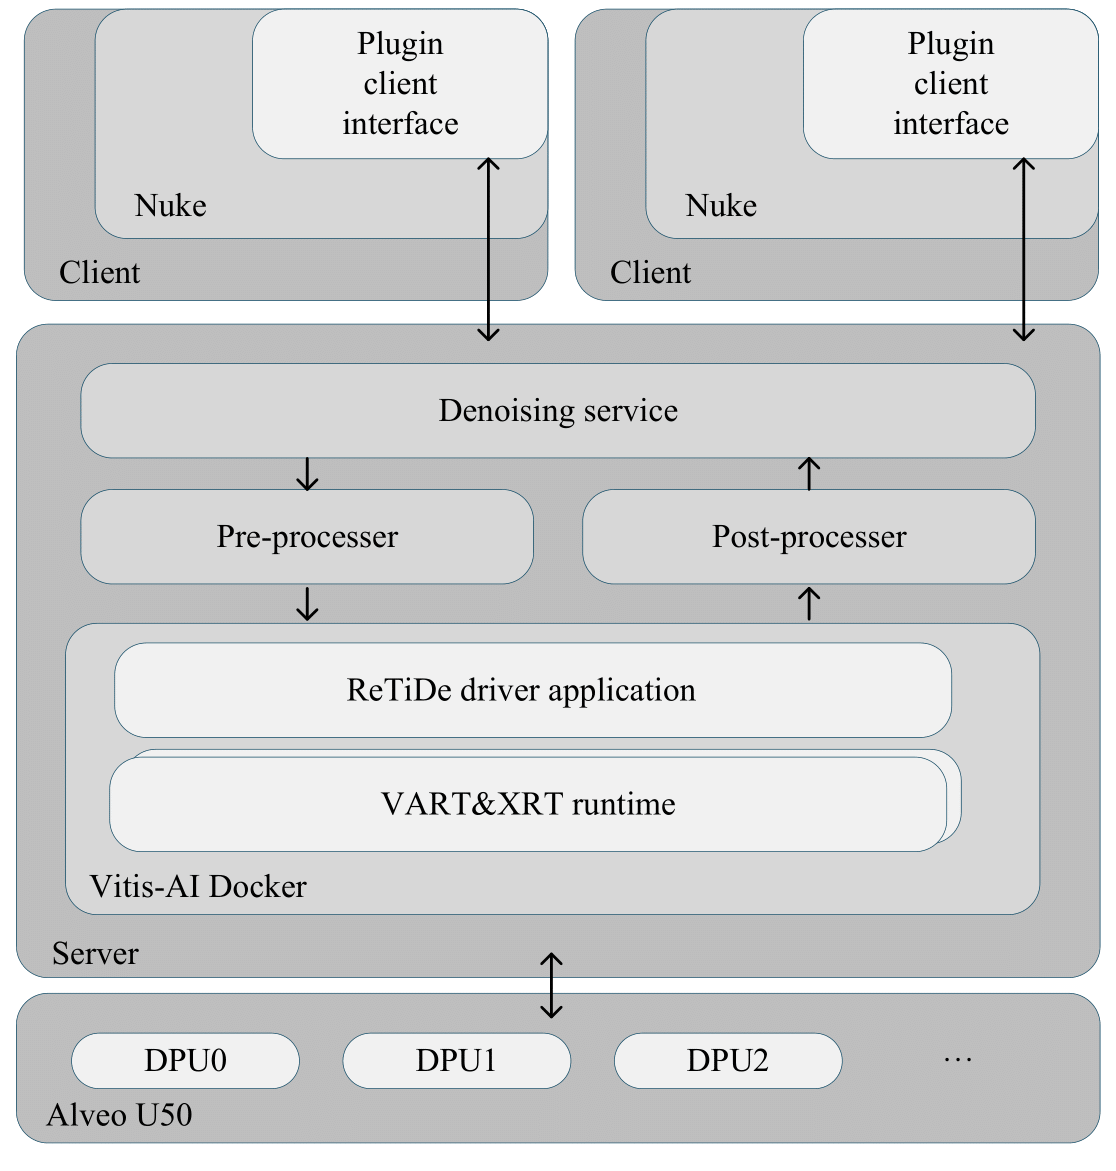 Plugin
client
interface
Nuke
Client
Plugin
client
interface
Nuke
Client
Denoising service
Pre-processer
Post-processer
ReTiDe driver application
VART&XRT runtime
Vitis-AI Docker
Server
DPU0
DPU1
DPU2
...
Alveo U50